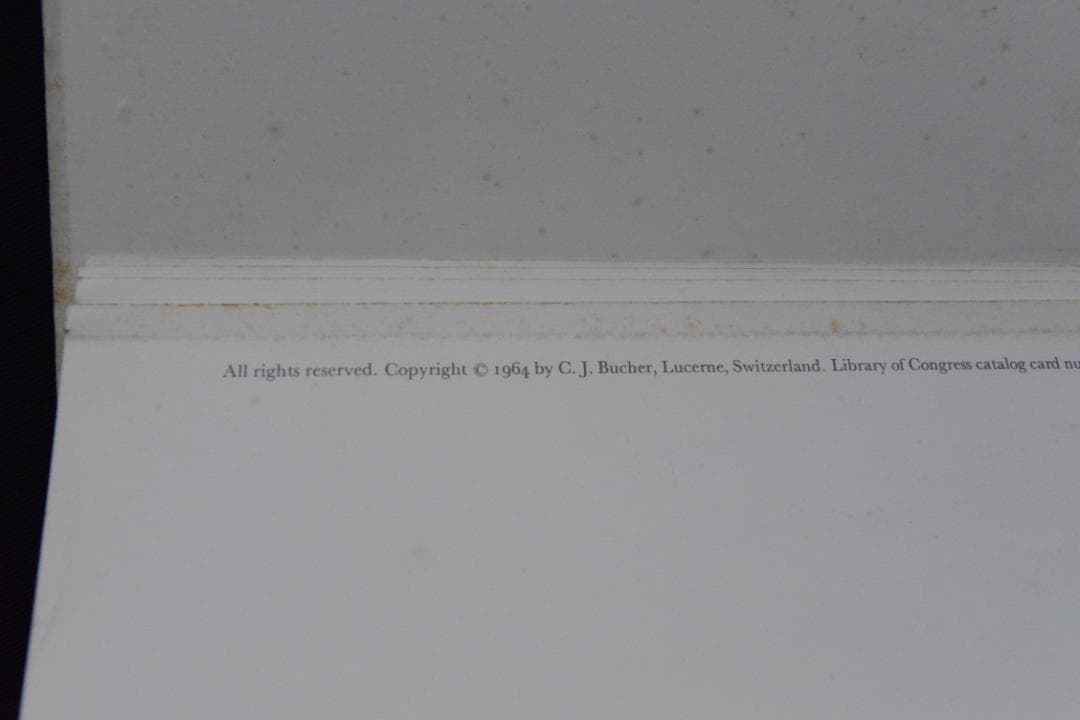 All rights reserved. Copyright © 1964 by C. J. Bucher, Lucerne, Switzerland. Library of Congress catalog card